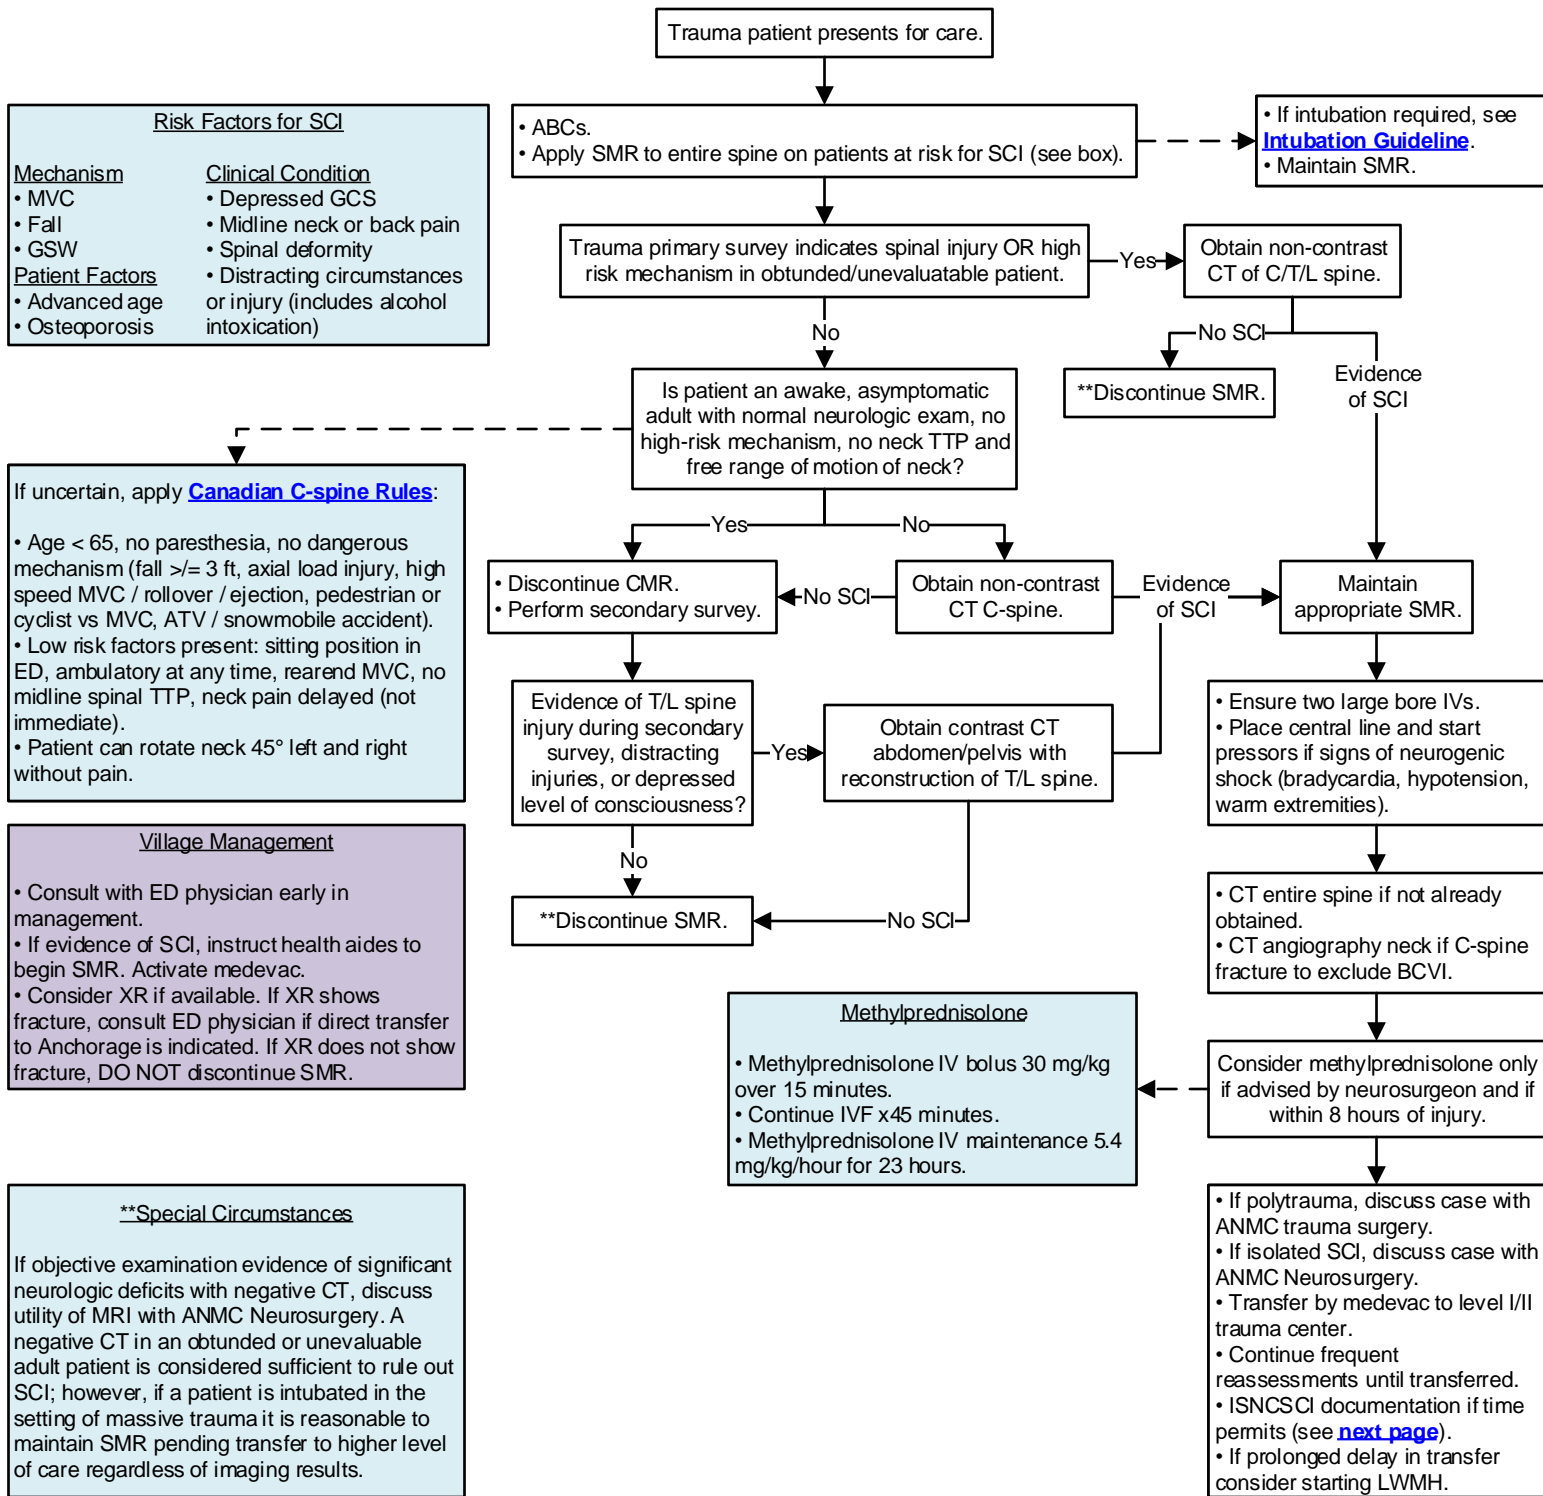 Trauma patient presents for care.
• ABCs.
• Apply SMR to entire spine on patients at risk for SCI (see box).
• If intubation required, see
Intubation Guideline.
• Maintain SMR.
Risk Factors for SCI
Mechanism
• MVC
• Fall
• GSW
Patient Factors
• Advanced age
• Osteoporosis
Clinical Condition
• Depressed GCS
• Midline neck or back pain
• Spinal deformity
• Distracting circumstances
or injury (includes alcohol
intoxication)
Trauma primary survey indicates spinal injury OR high
risk mechanism in obtunded/unevaluatable patient.
Yes
Obtain non-contrast
CT of C/T/L spine.
No
No SCI
**Discontinue SMR.
Evidence
of SCI
Is patient an awake, asymptomatic
adult with normal neurologic exam, no
high-risk mechanism, no neck TTP and
free range of motion of neck?
If uncertain, apply Canadian C-spine Rules:
• Age < 65, no paresthesia, no dangerous
mechanism (fall >/= 3 ft, axial load injury, high
speed MVC / rollover / ejection, pedestrian or
cyclist vs MVC, ATV / snowmobile accident).
• Low risk factors present: sitting position in
ED, ambulatory at any time, rearend MVC, no
midline spinal TTP, neck pain delayed (not
immediate).
• Patient can rotate neck 45° left and right
without pain.
Yes
No
• Discontinue CMR.
• Perform secondary survey.
No SCI
Obtain non-contrast
CT C-spine.
Evidence
of SCI
Maintain
appropriate SMR.
Evidence of T/L spine
injury during secondary
survey, distracting
injuries, or depressed
level of consciousness?
Yes
Obtain contrast CT
abdomen/pelvis with
reconstruction of T/L spine.
• Ensure two large bore IVs.
• Place central line and start
pressors if signs of neurogenic
shock (bradycardia, hypotension,
warm extremities).
No
**Discontinue SMR.
No SCI
Village Management
• Consult with ED physician early in
management.
• If evidence of SCI, instruct health aides to
begin SMR. Activate medevac.
• Consider XR if available. If XR shows
fracture, consult ED physician if direct transfer
to Anchorage is indicated. If XR does not show
fracture, DO NOT discontinue SMR.
• CT entire spine if not already
obtained.
• CT angiography neck if C-spine
fracture to exclude BCVI.
Methylprednisolone
• Methylprednisolone IV bolus 30 mg/kg
over 15 minutes.
• Continue IVF x45 minutes.
• Methylprednisolone IV maintenance 5.4
mg/kg/hour for 23 hours.
Consider methylprednisolone only
if advised by neurosurgeon and if
within 8 hours of injury.
**Special Circumstances
If objective examination evidence of significant
neurologic deficits with negative CT, discuss
utility of MRI with ANMC Neurosurgery. A
negative CT in an obtunded or unevaluable
adult patient is considered sufficient to rule out
SCI; however, if a patient is intubated in the
setting of massive trauma it is reasonable to
maintain SMR pending transfer to higher level
of care regardless of imaging results.
• If polytrauma, discuss case with
ANMC trauma surgery.
• If isolated SCI, discuss case with
ANMC Neurosurgery.
• Transfer by medevac to level I/II
trauma center.
• Continue frequent
reassessments until transferred.
• ISNCSCI documentation if time
permits (see next page).
• If prolonged delay in transfer
consider starting LWMH.